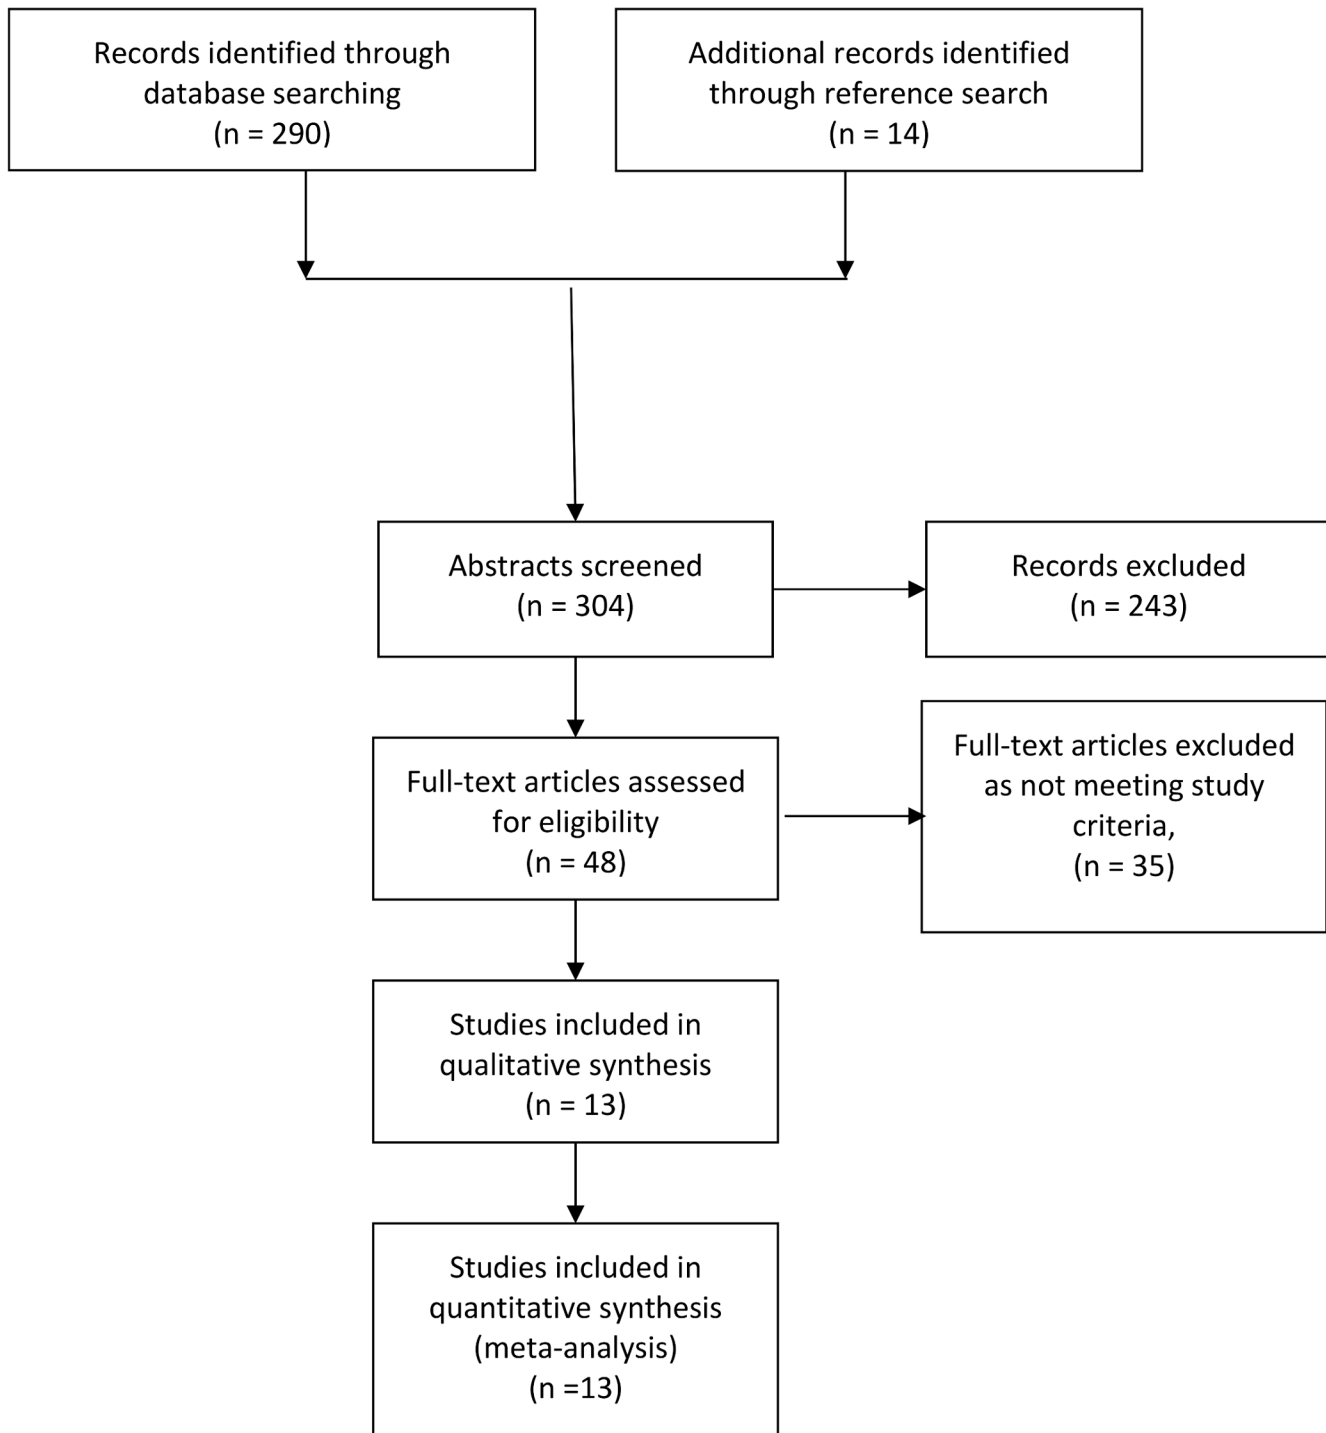 Records identified through
database searching
(n = 290)
Additional records identified
through reference search
(n = 14)
Abstracts screened
(n = 304)
Records excluded
(n = 243)
Full-text articles assessed
for eligibility
(n = 48)
Full-text articles excluded
as not meeting study
criteria,
(n = 35)
Studies included in
qualitative synthesis
(n = 13)
Studies included in
quantitative synthesis
(meta-analysis)
(n =13)